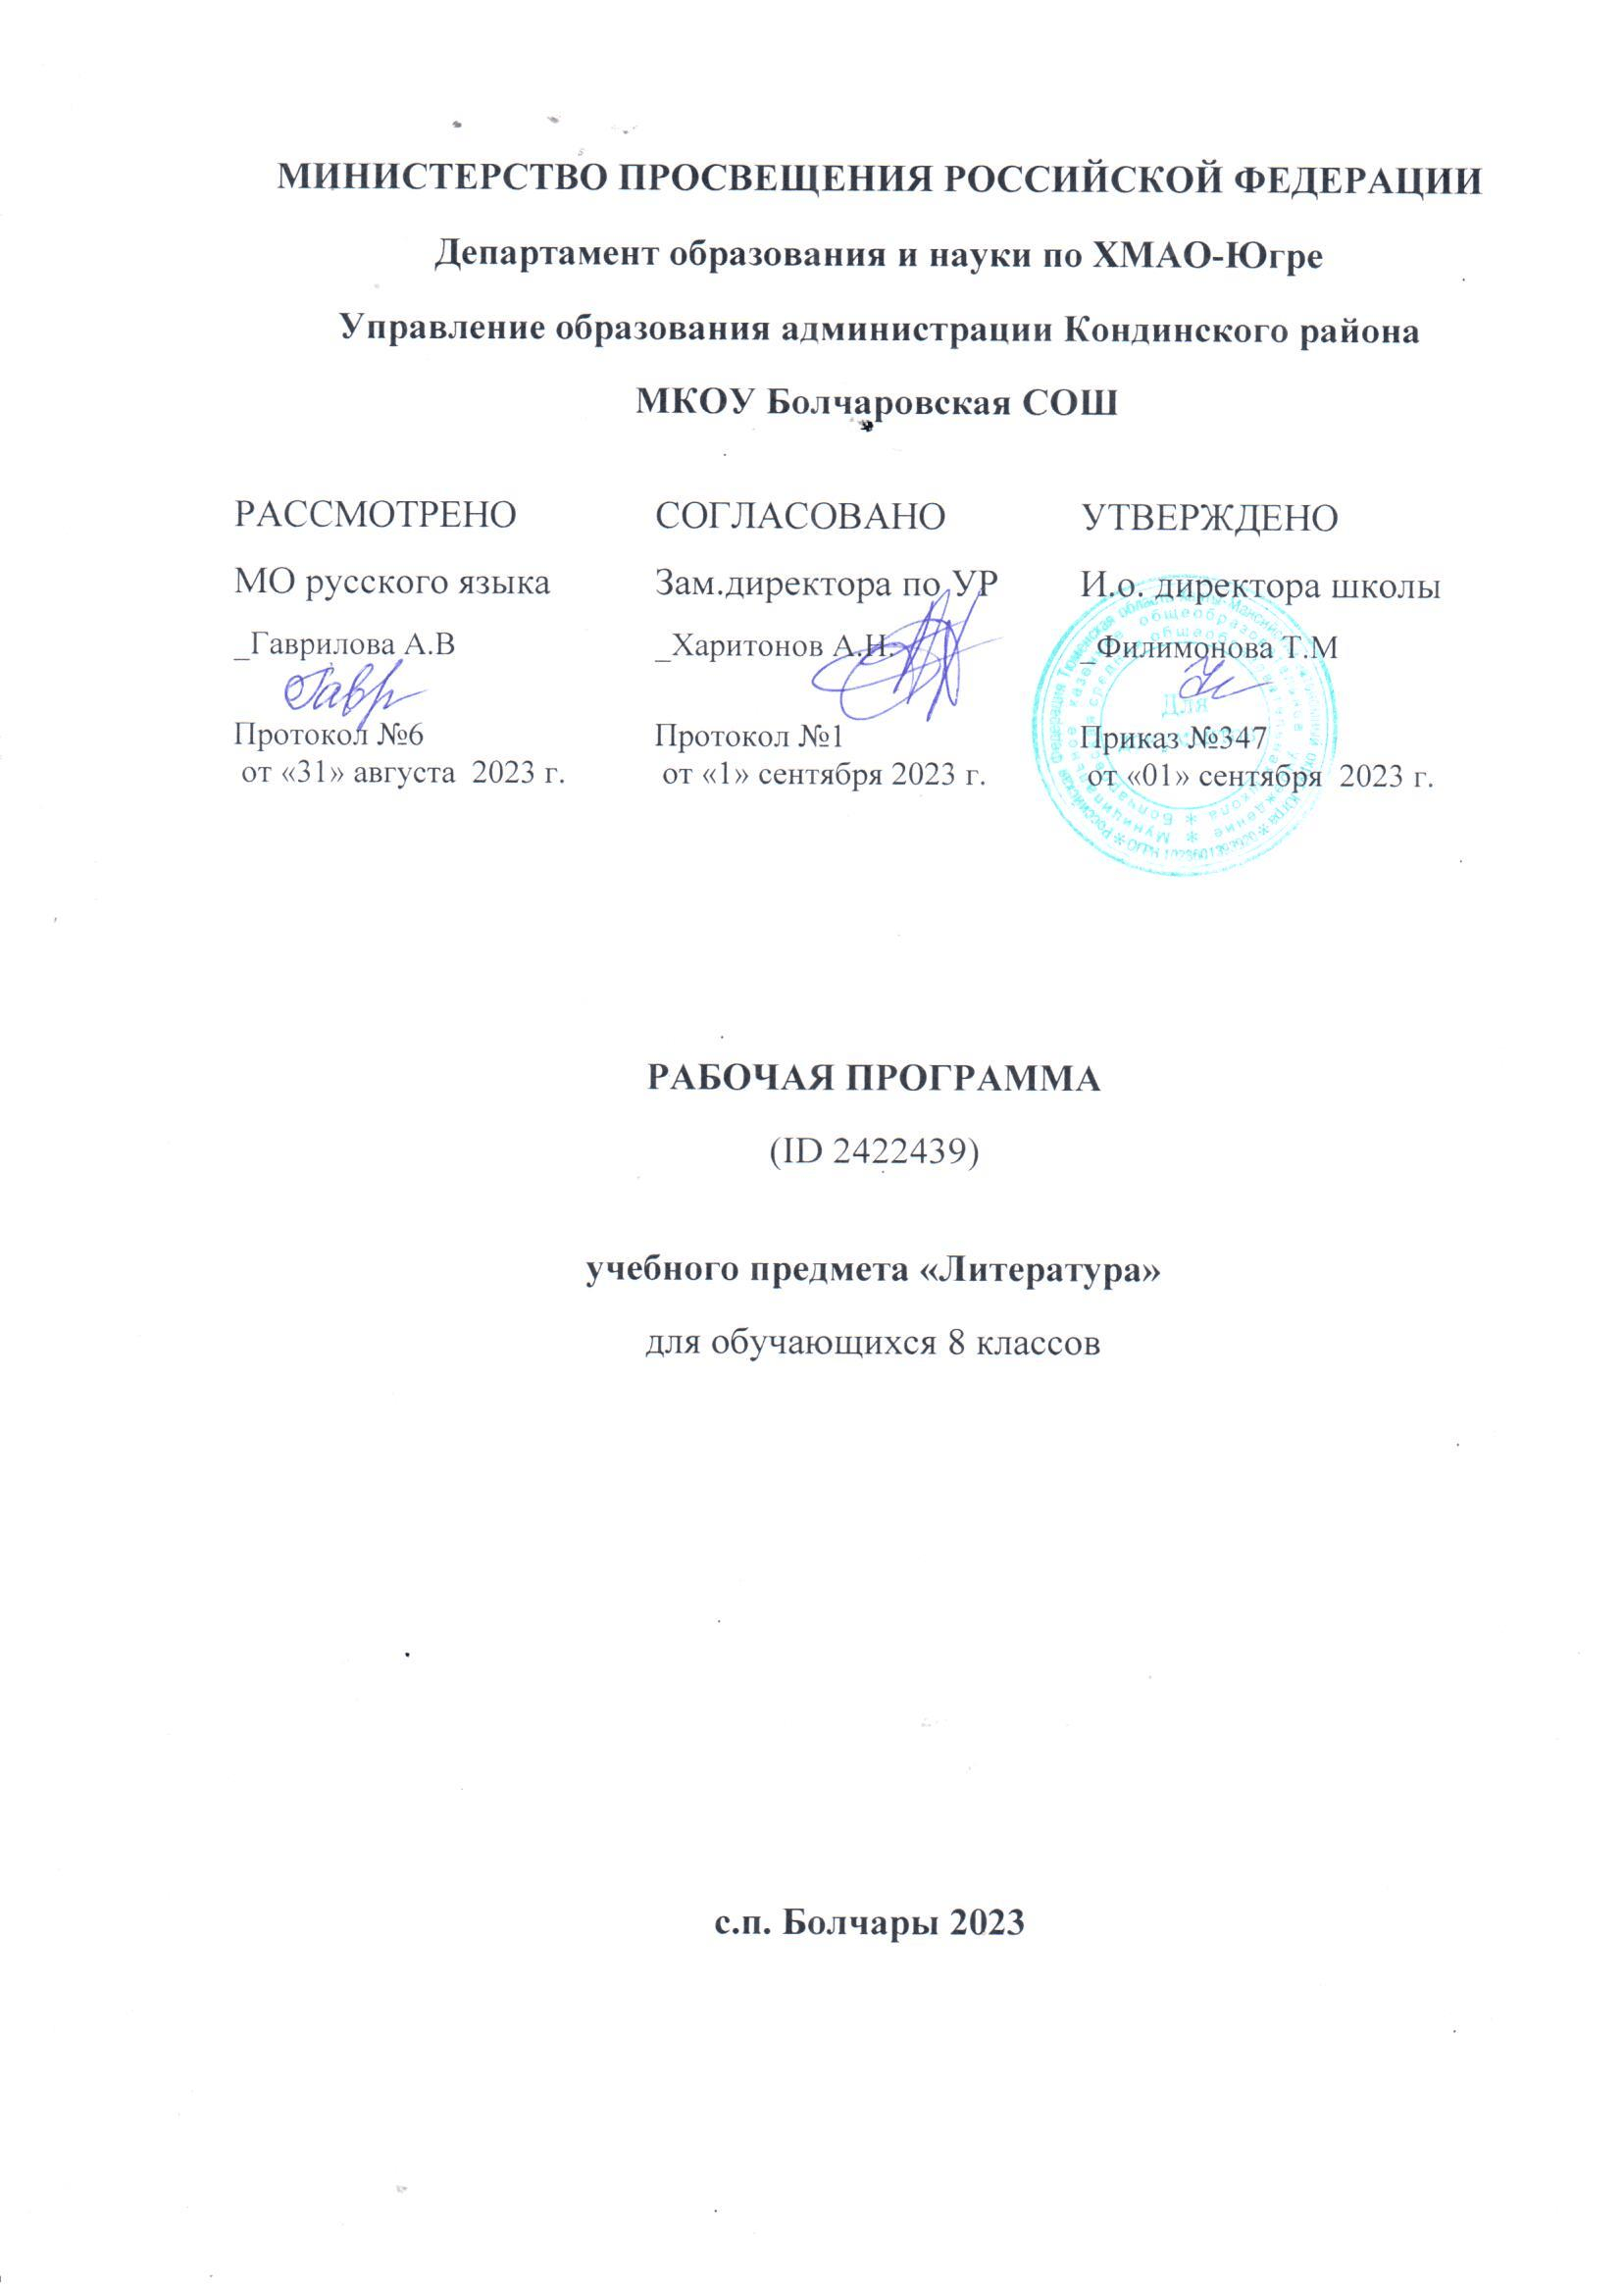 МИНИСТЕРСТВО ПРОСВЕЩЕНИЯ РОССИЙСКОЙ ФЕДЕРАЦИИ
Департамент образования и науки по ХМАО-Югре
Управление образования администрации Кондинского района
МКОУ Болчаровская СОШ
РАССМОТРЕНО
МО русского языка
_Гаврилова А.В
Гавр
Протокол №6
от «31» августа 2023 г.
СОГЛАСОВАНО
Зам.директора по УР
_Харитонов А.Н.
Протокол №1
от «1» сентября 2023 г.
УТВЕРЖДЕНО
И.о. директора школы
_Филимонова Т.М
Для
Приказ №347
от «01» сентября 2023 г.
РАБОЧАЯ ПРОГРАММА
(ID 2422439)
учебного предмета «Литература»
для обучающихся 8 классов
с.п. Болчары 2023